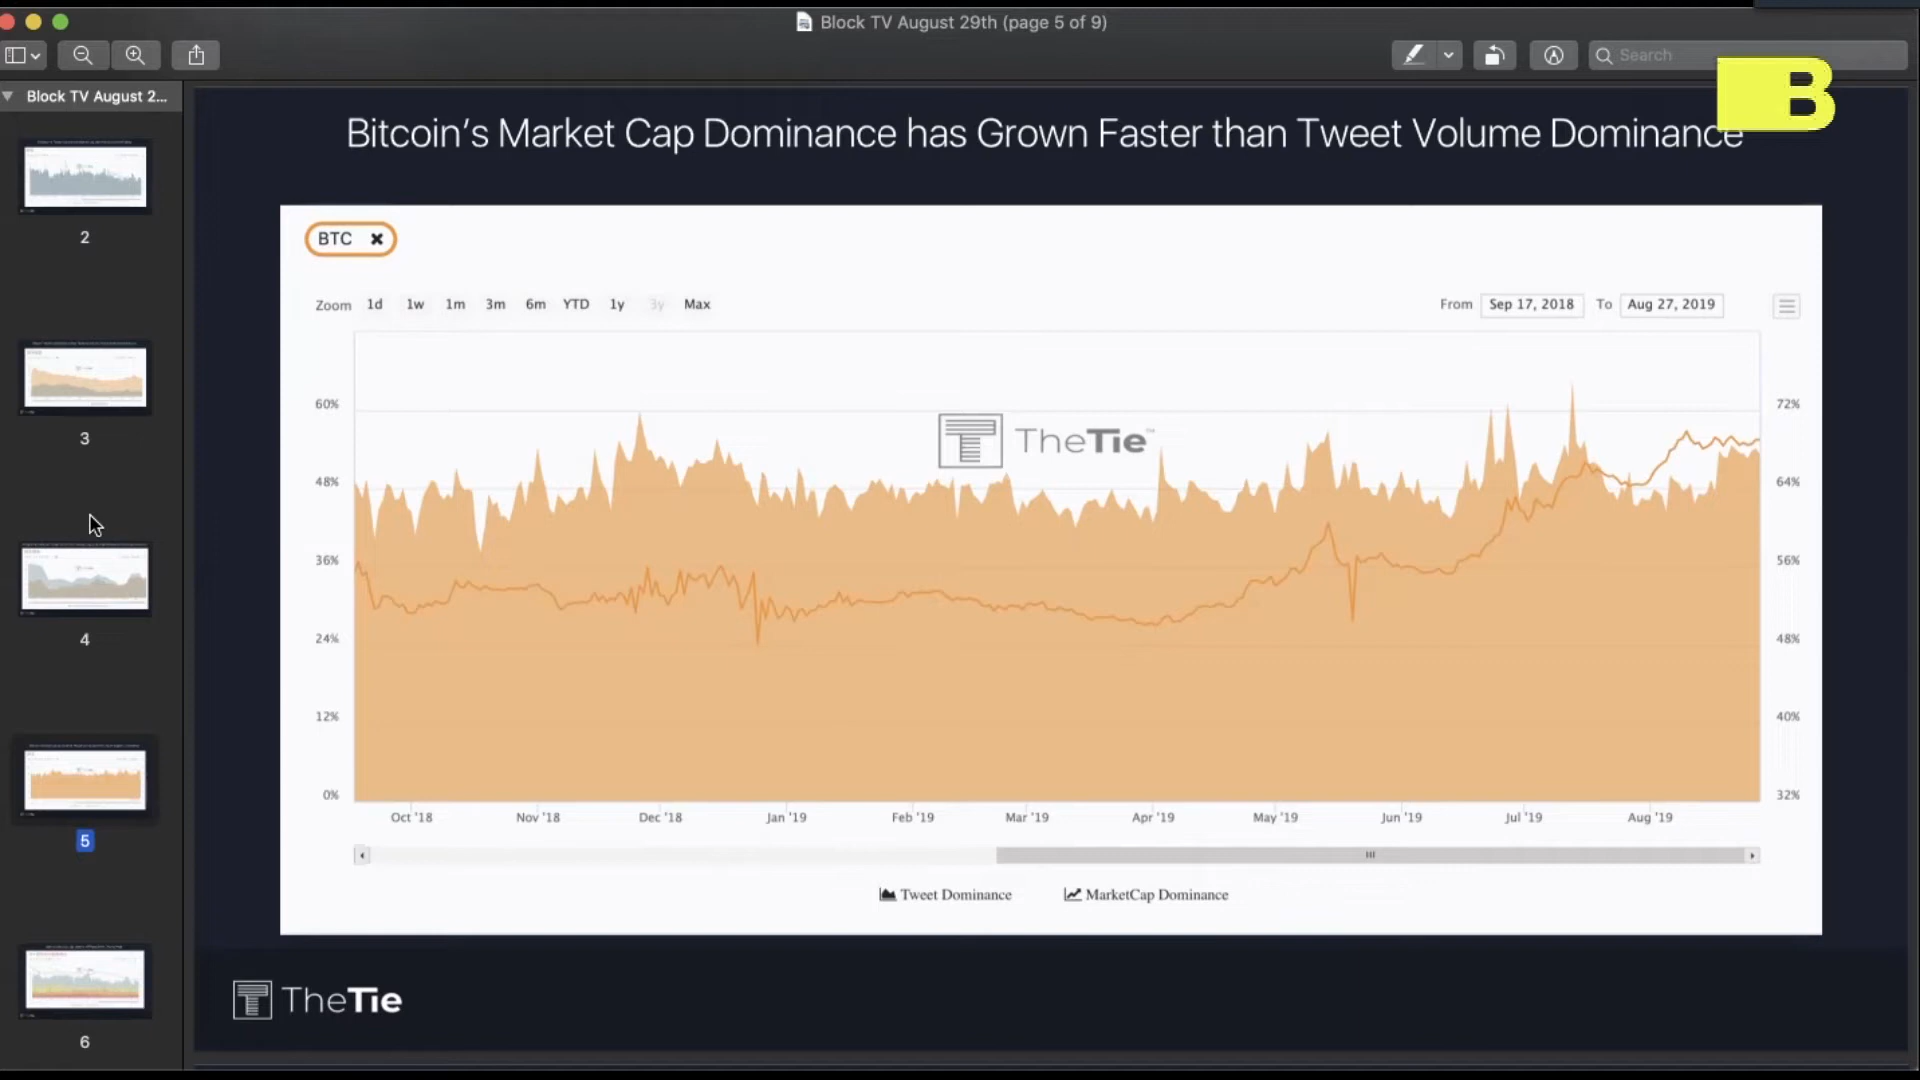 Block TV August 29th (page 5 of 9)
Search
Block TV August 2...
B
Bitcoin's Market Cap Dominance has Grown Faster than Tweet Volume Dominance
BTC
Zoom 1d 1w 1m 3m 6m YTD 1y 3y Max
From Sep 17, 2018 To Aug 27, 2019
TheTie™
60% 72%
48% 64%
36% 56%
24% 48%
12% 40%
0% 32%
Oct '18 Nov '18 Dec '18 Jan '19 Feb '19 Mar '19 Apr '19 May '19 Jun '19 Jul '19 Aug '19
Tweet Dominance MarketCap Dominance
TheTie
2
3
4
5
6